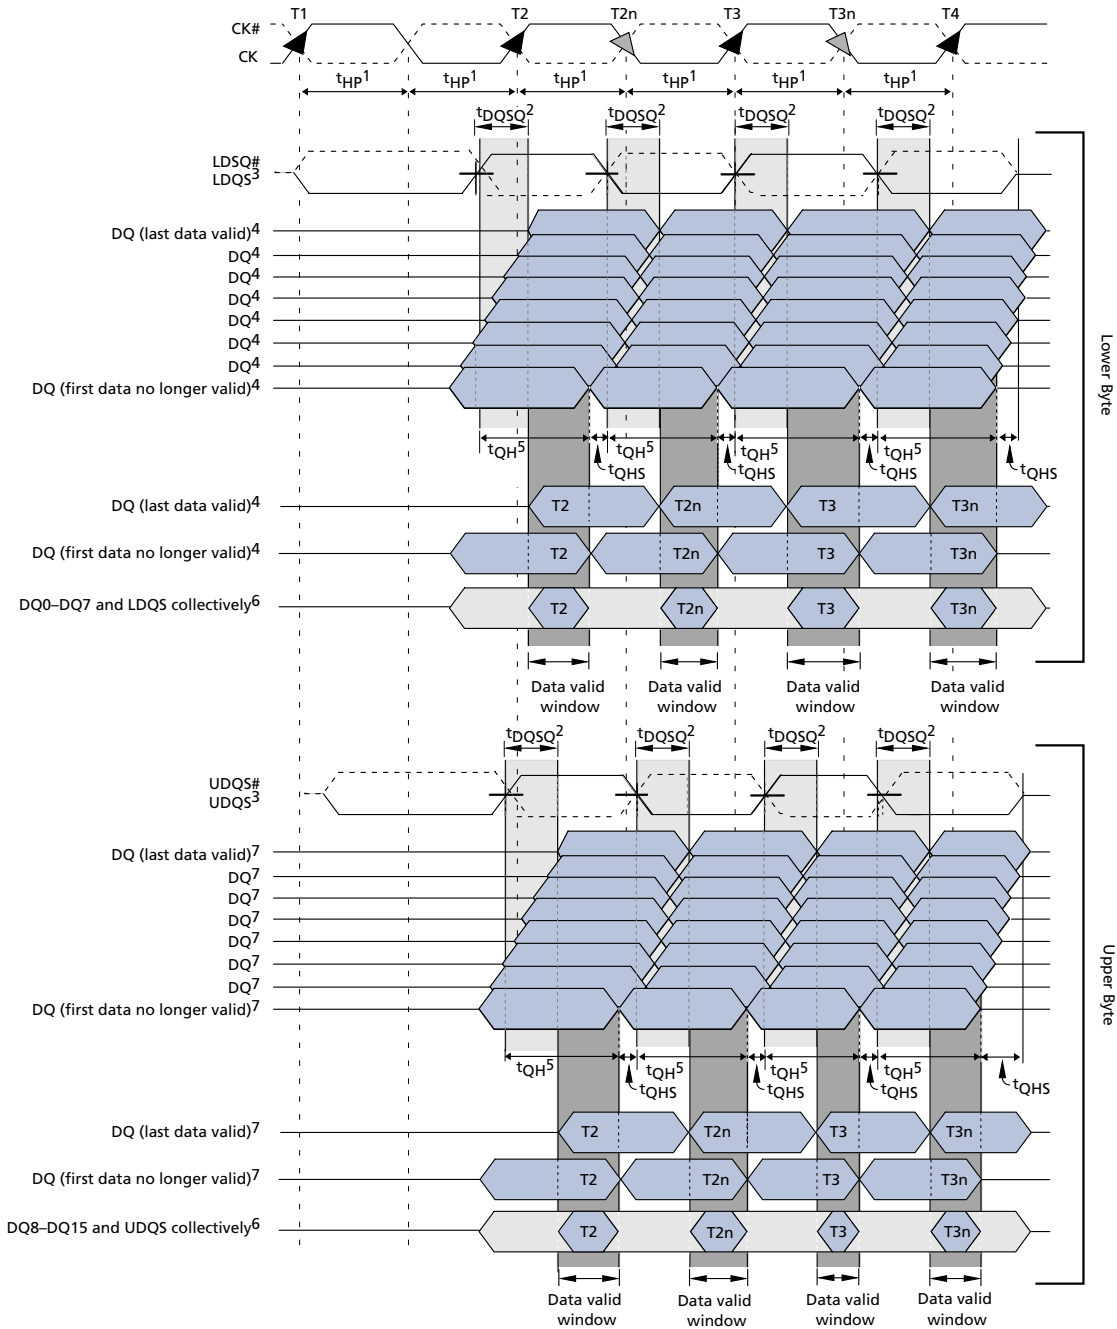 T1 T2 T2n T3 T3n T4
CK#
CK
tHP1 tHP1 tHP1 tHP1 tHP1 tHP1
tDQSQ2 tDQSQ2 tDQSQ2 tDQSQ2
LDSQ#
LDQS3
DQ (last data valid)4
DQ4
DQ4
DQ4
DQ4
DQ4
DQ4
DQ (first data no longer valid)4
Lower Byte
tQH5 tQH5 tQH5 tQH5
tQHS tQHS tQHS tQHS
DQ (last data valid)4 T2 T2n T3 T3n
DQ (first data no longer valid)4 T2 T2n T3 T3n
DQ0–DQ7 and LDQS collectively6 T2 T2n T3 T3n
Data valid Data valid Data valid Data valid
window window window window
tDQSQ2 tDQSQ2 tDQSQ2 tDQSQ2
UDQS#
UDQS3
DQ (last data valid)7
DQ7
DQ7
DQ7
DQ7
DQ7
DQ7
DQ (first data no longer valid)7
Upper Byte
tQH5 tQH5 tQH5 tQH5
tQHS tQHS tQHS tQHS
DQ (last data valid)7 T2 T2n T3 T3n
DQ (first data no longer valid)7 T2 T2n T3 T3n
DQ8–DQ15 and UDQS collectively6 T2 T2n T3 T3n
Data valid Data valid Data valid Data valid
window window window window